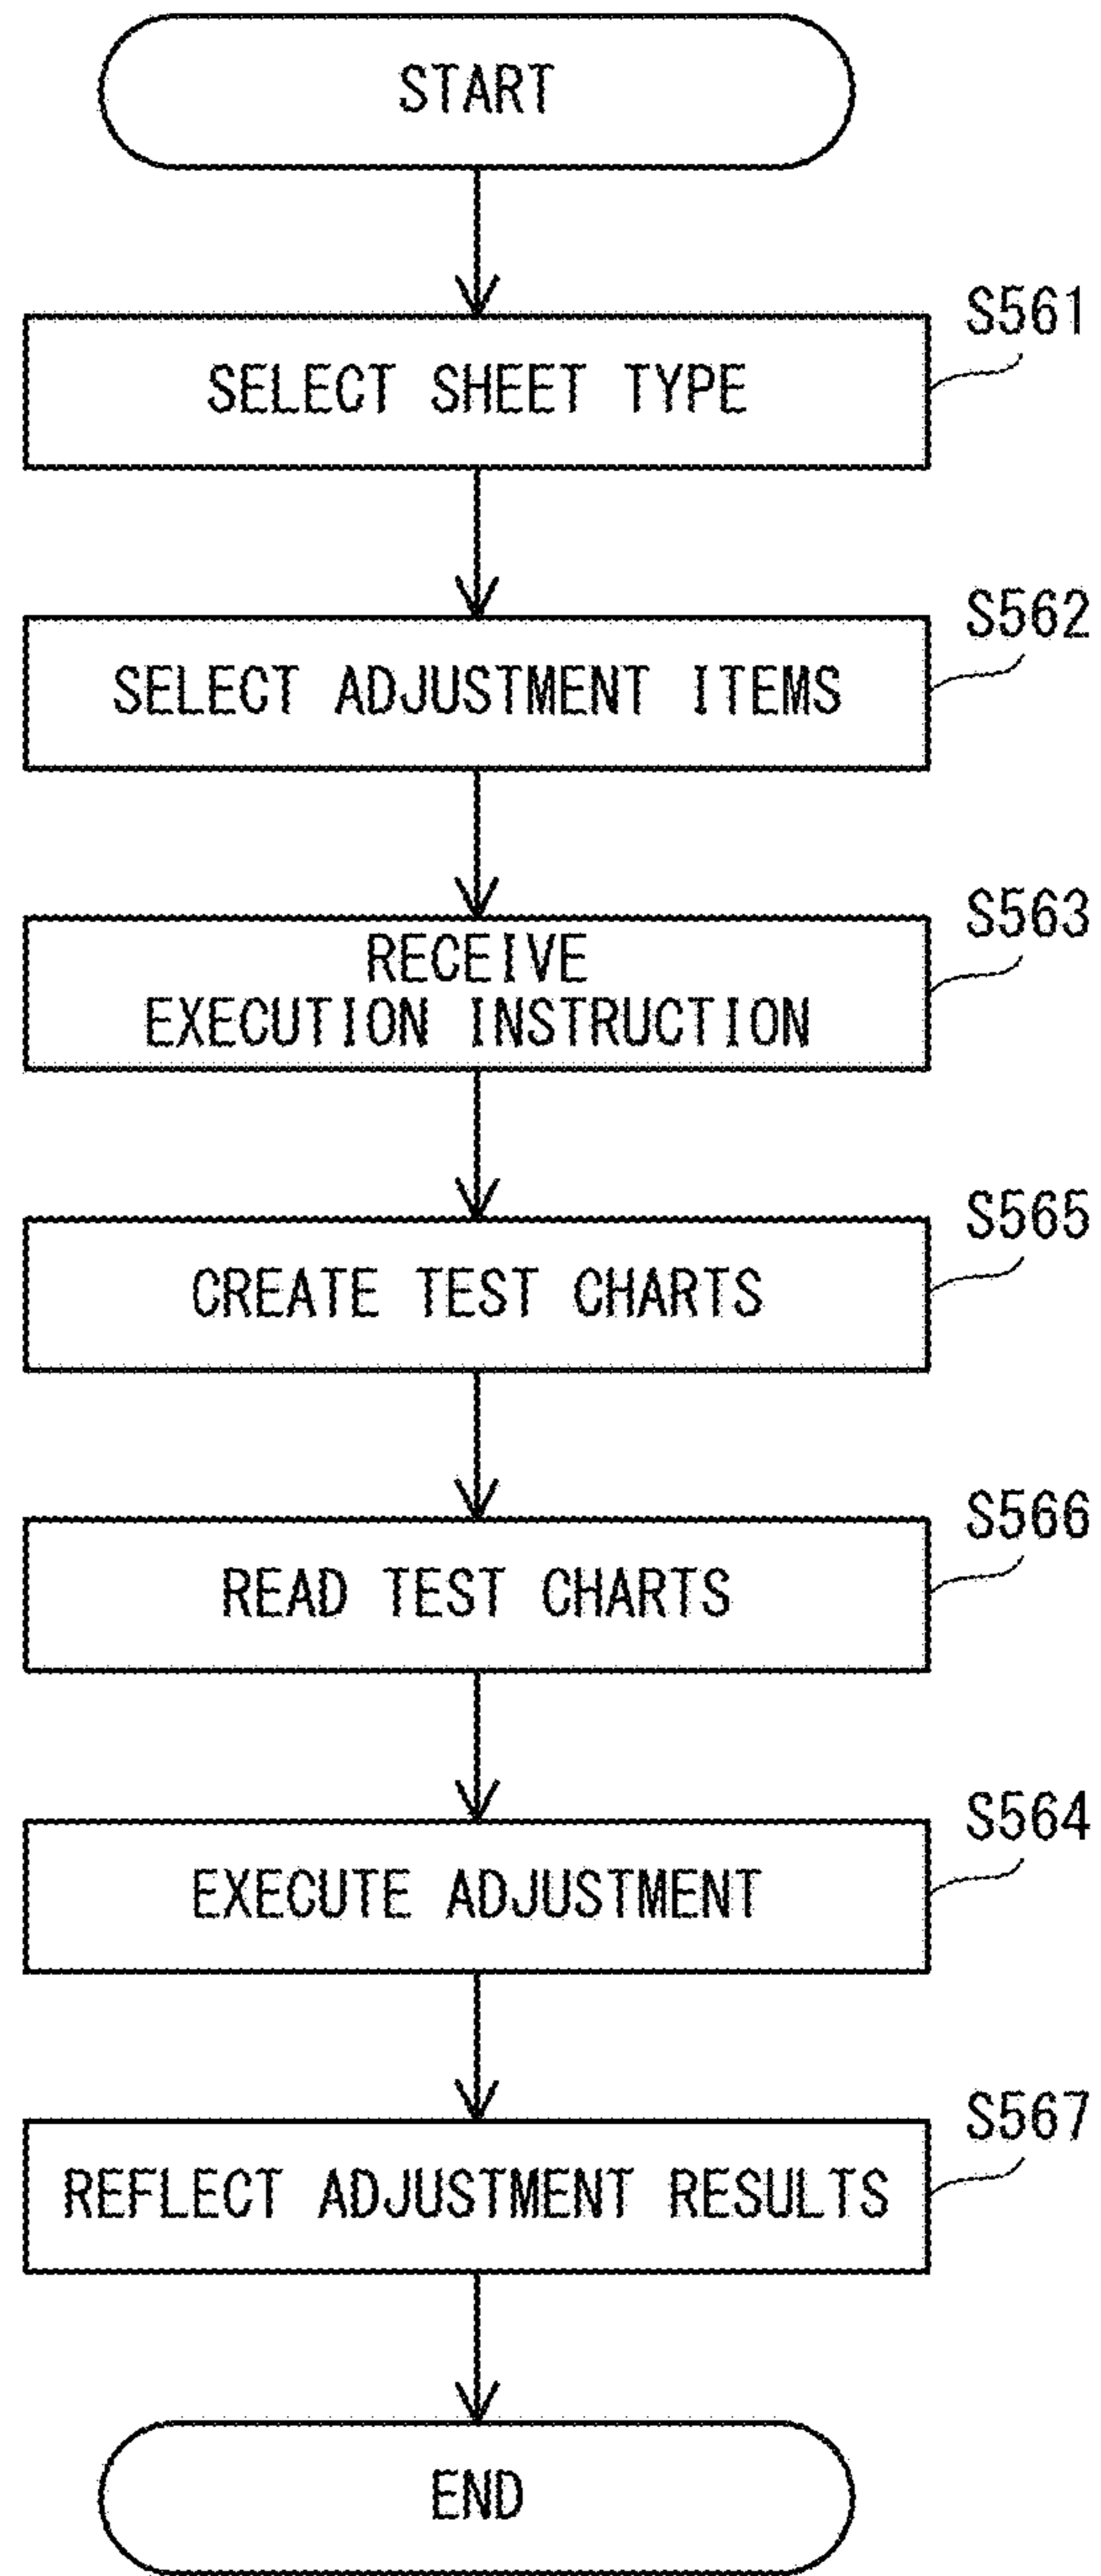 START
S561
SELECT SHEET TYPE
S562
SELECT ADJUSTMENT ITEMS
S563
RECEIVE
EXECUTION INSTRUCTION
S565
CREATE TEST CHARTS
S566
READ TEST CHARTS
S564
EXECUTE ADJUSTMENT
S567
REFLECT ADJUSTMENT RESULTS
END